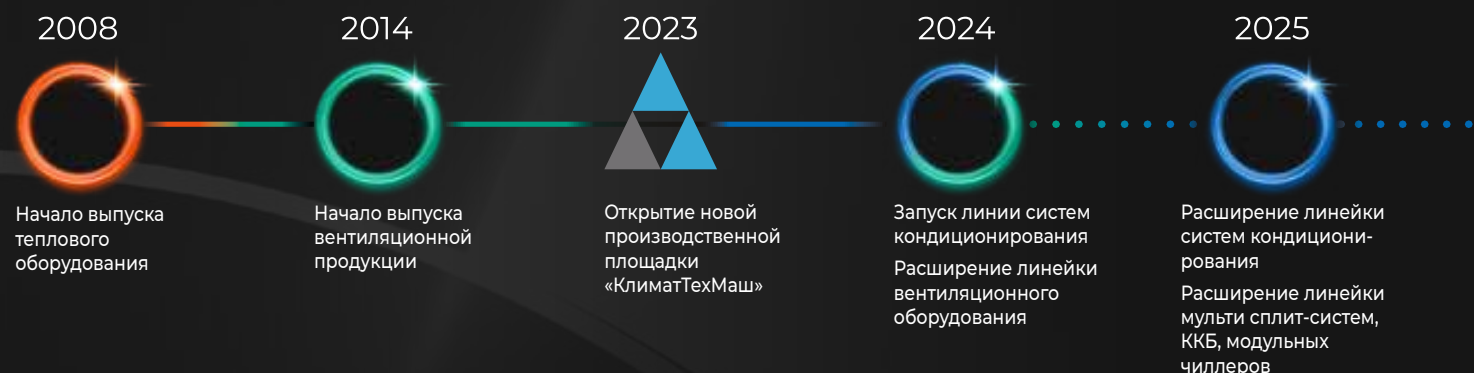 2008
Начало выпуска
теплового
оборудования
2014
Начало выпуска
вентиляционной
продукции
2023
Открытие новой
производственной
площадки
«КлиматТехМаш»
2024
Запуск линии систем
кондиционирования
Расширение линейки
вентиляционного
оборудования
2025
Расширение линейки
систем кондициони-
рования
Расширение линейки
мульти сплит-систем,
ККБ, модульных
чиллеров